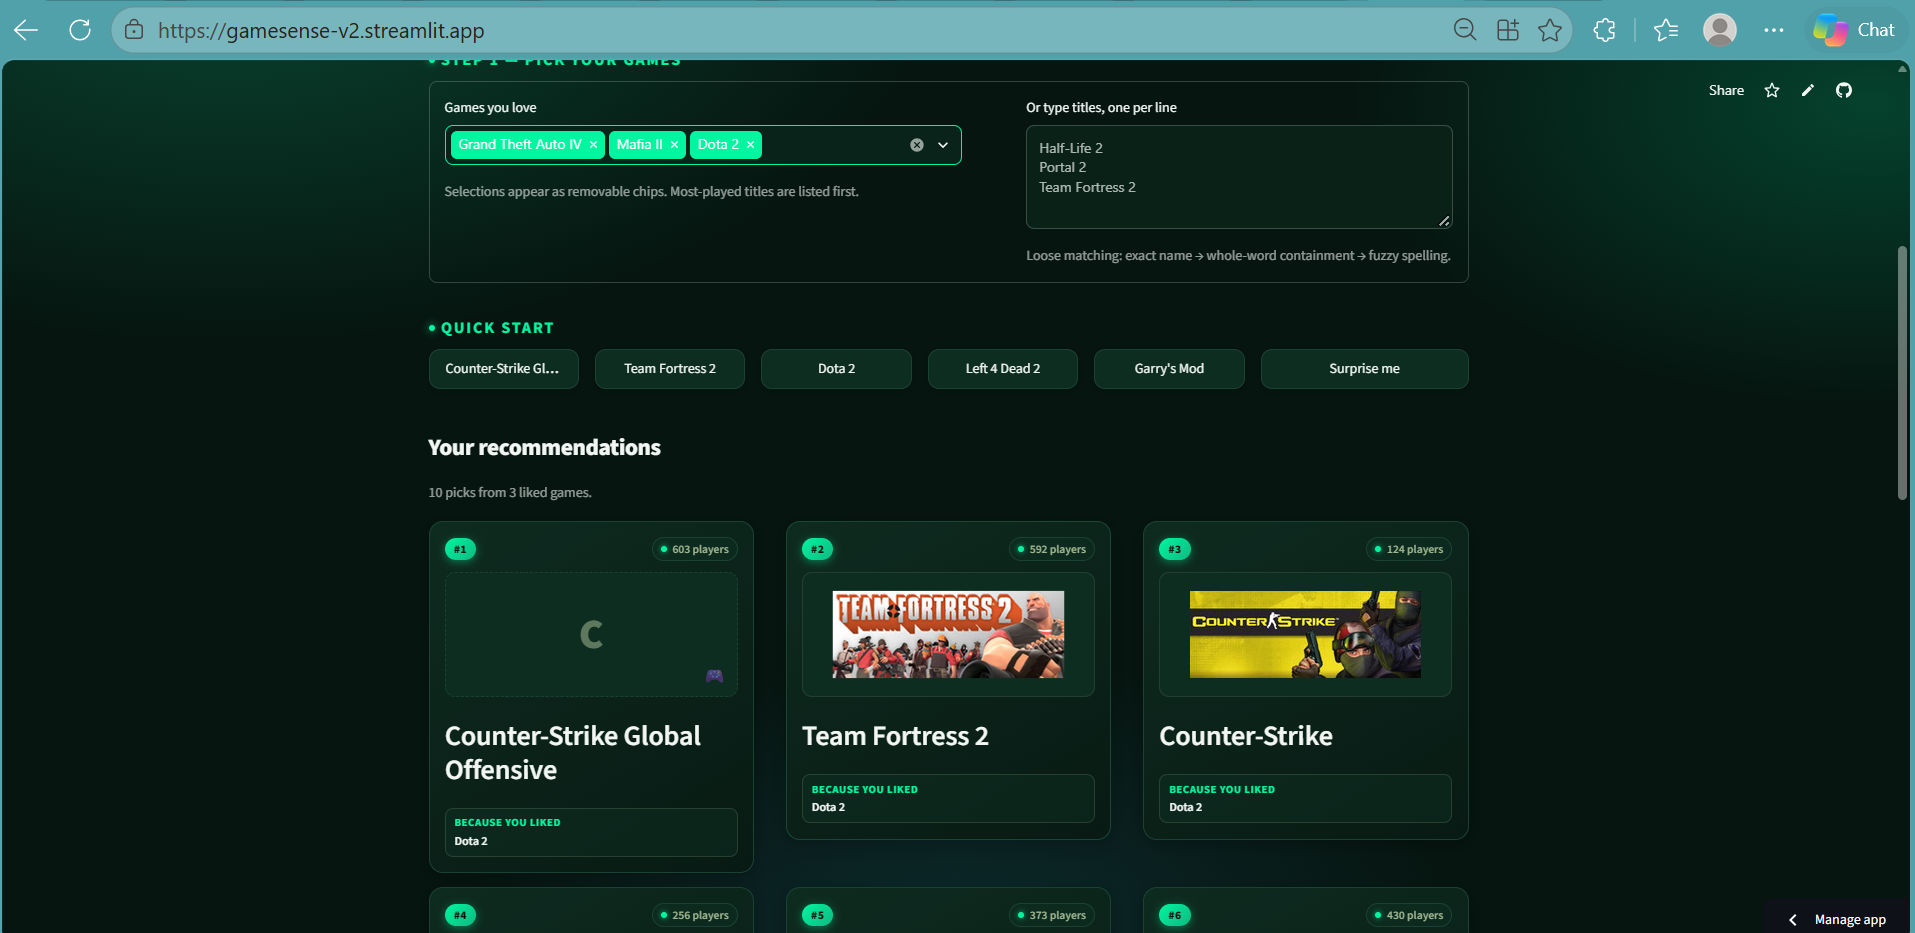 https://gamesense-v2.streamlit.app
Chat
STEP 1 — PICK YOUR GAMES
Share
Games you love
Grand Theft Auto IV ×
Mafia II ×
Dota 2 ×
Selections appear as removable chips. Most-played titles are listed first.
Or type titles, one per line
Half-Life 2
Portal 2
Team Fortress 2
Loose matching: exact name → whole-word containment → fuzzy spelling.
• QUICK START
Counter-Strike Gl...
Team Fortress 2
Dota 2
Left 4 Dead 2
Garry's Mod
Surprise me
Your recommendations
10 picks from 3 liked games.
#1
603 players
C
Counter-Strike Global
Offensive
BECAUSE YOU LIKED
Dota 2
#2
592 players
TEAM FORTRESS 2
Team Fortress 2
BECAUSE YOU LIKED
Dota 2
#3
124 players
COUNTER STRIKE
Counter-Strike
BECAUSE YOU LIKED
Dota 2
#4
256 players
#5
373 players
#6
430 players
Manage app